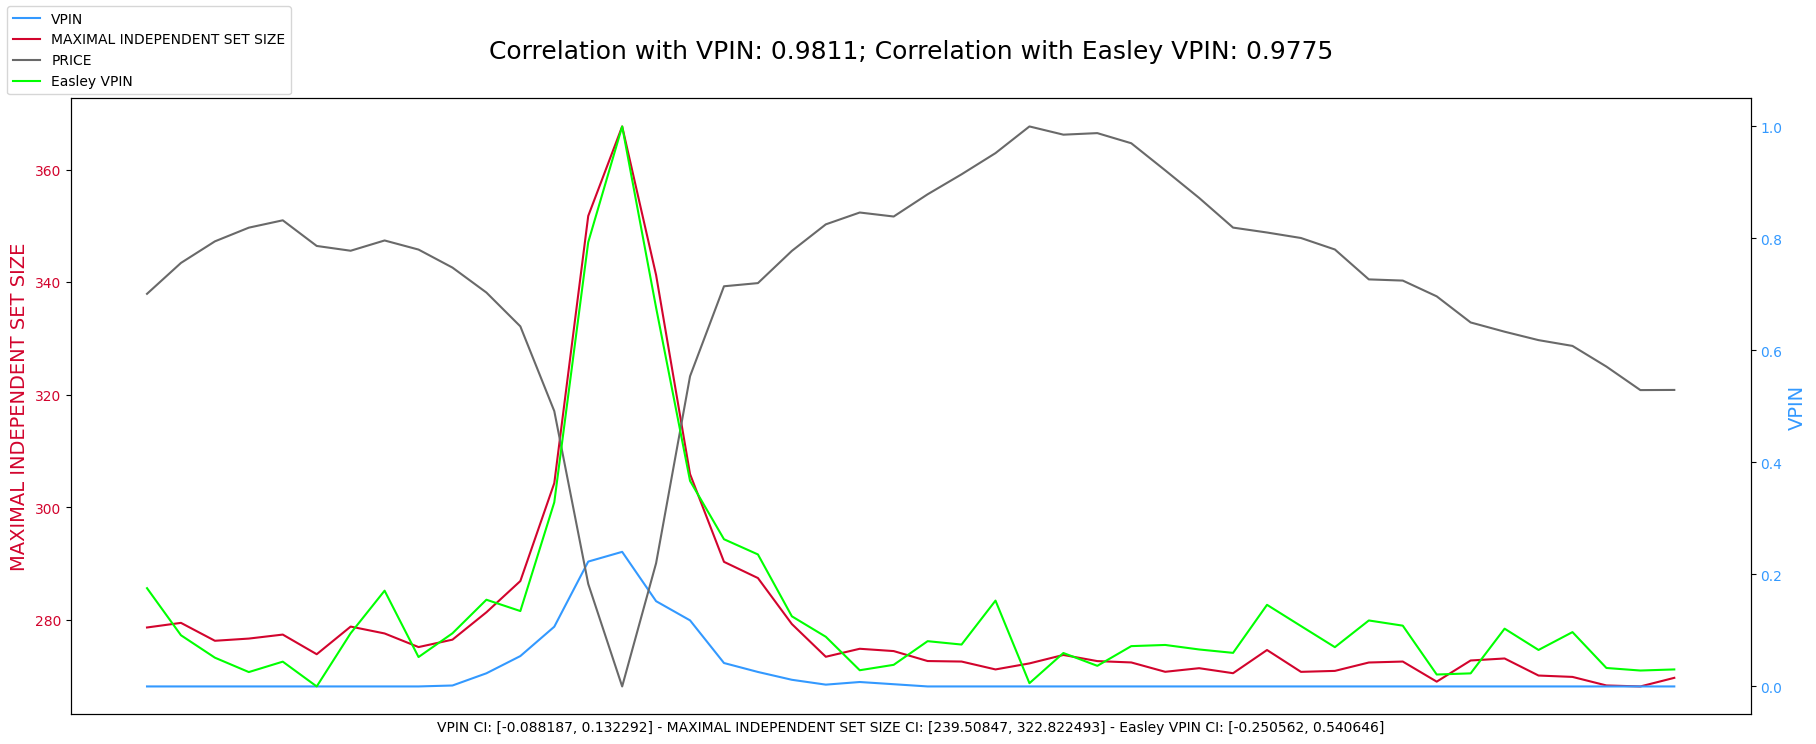 VPIN
MAXIMAL INDEPENDENT SET SIZE
PRICE
Easley VPIN
Correlation with VPIN: 0.9811; Correlation with Easley VPIN: 0.9775
MAXIMAL INDEPENDENT SET SIZE
360
340
320
300
280
1.0
0.8
0.6
0.4
0.2
0.0
VPIN
VPIN CI: [-0.088187, 0.132292] - MAXIMAL INDEPENDENT SET SIZE CI: [239.50847, 322.822493] - Easley VPIN CI: [-0.250562, 0.540646]